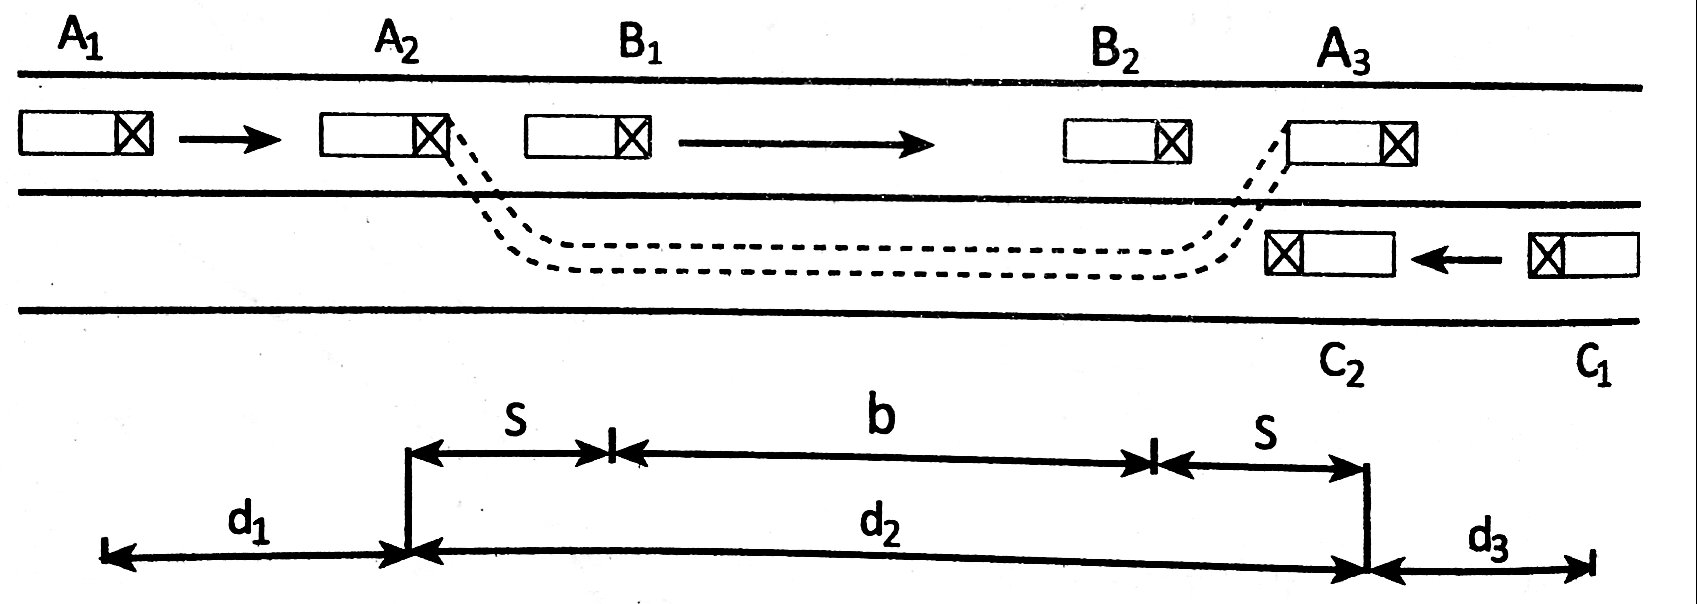 A₁ A₂ B₁ B₂ A₃
C₂ C₁
S b S
d₁ d₂ d₃